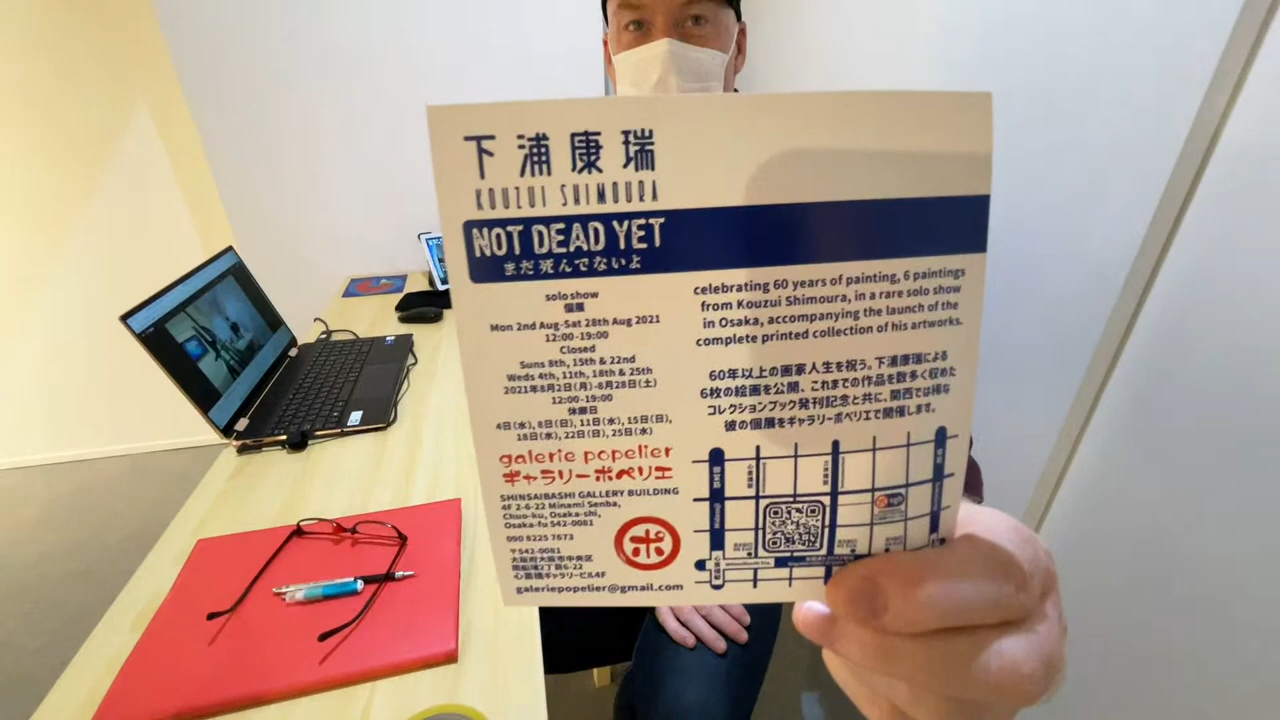 下浦康瑞
KOUZUI SHIMOURA
NOT DEAD YET
まだ死んでないよ
solo show
個展
Mon 2nd Aug-Sat 28th Aug 2021
12:00-19:00
Closed
Suns 8th, 15th & 22nd
Weds 4th, 11th, 18th & 25th
2021年8月2日(月)-8月28日(土)
12:00-19:00
休廊日
4日(水), 8日(日), 11日(水), 15日(日),
18日(水), 22日(日), 25日(水)
galerie popelier
ギャラリーポペリエ
SHINSAIBASHI GALLERY BUILDING
4F 2-6-22 Minami Senba,
Chuo-ku, Osaka-shi,
Osaka-fu 542-0081
090 8225 7673
〒542-0081
大阪府大阪市中央区
南船場2丁目6-22
心斎橋ギャラリービル4F
galeriepopelier@gmail.com
ポ
celebrating 60 years of painting, 6 paintings
from Kouzui Shimoura, in a rare solo show
in Osaka, accompanying the launch of the
complete printed collection of his artworks.
60年以上の画家人生を祝う。下浦康瑞による
6枚の絵画を公開、これまでの作品を数多く収めた
コレクションブック発刊記念と共に、関西では稀な
彼の個展をギャラリーポペリエで開催します。